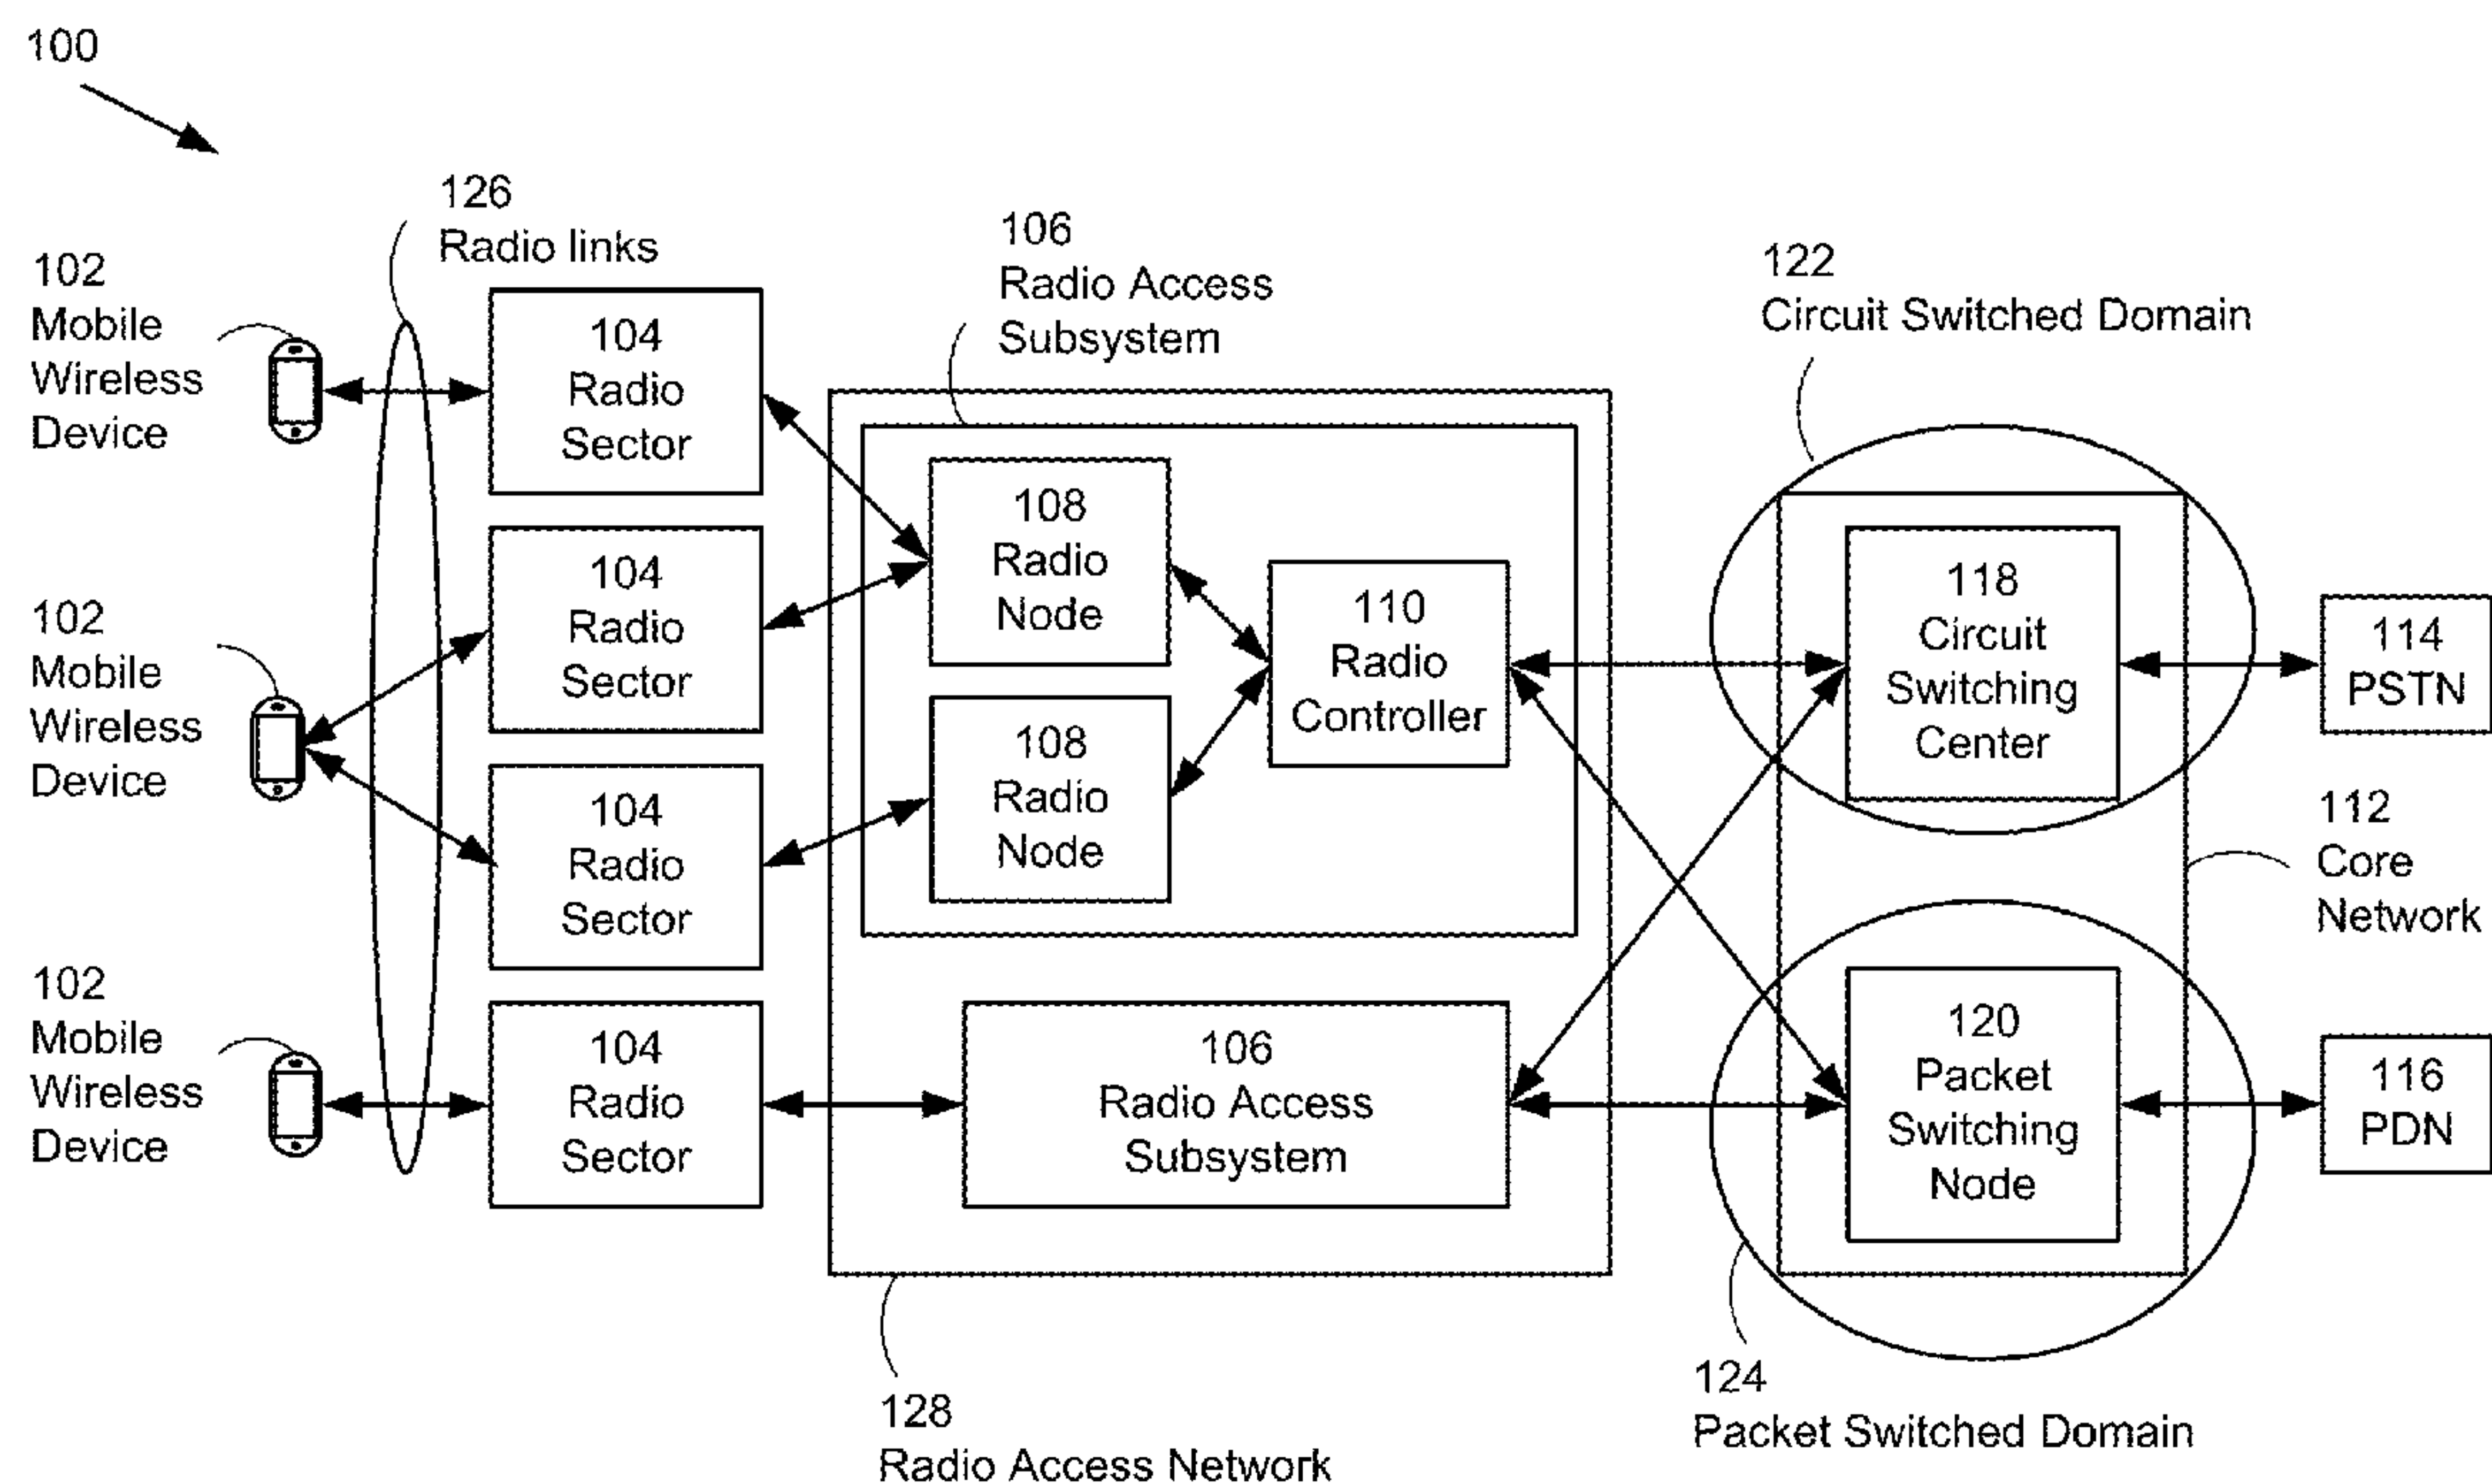 100
126
Radio links
102
Mobile
Wireless
Device
104
Radio
Sector
106
Radio Access
Subsystem
122
Circuit Switched Domain
108
Radio
Node
110
Radio
Controller
118
Circuit
Switching
Center
114
PSTN
102
Mobile
Wireless
Device
104
Radio
Sector
104
Radio
Sector
108
Radio
Node
112
Core
Network
102
Mobile
Wireless
Device
104
Radio
Sector
106
Radio Access
Subsystem
120
Packet
Switching
Node
116
PDN
128
Radio Access Network
124
Packet Switched Domain